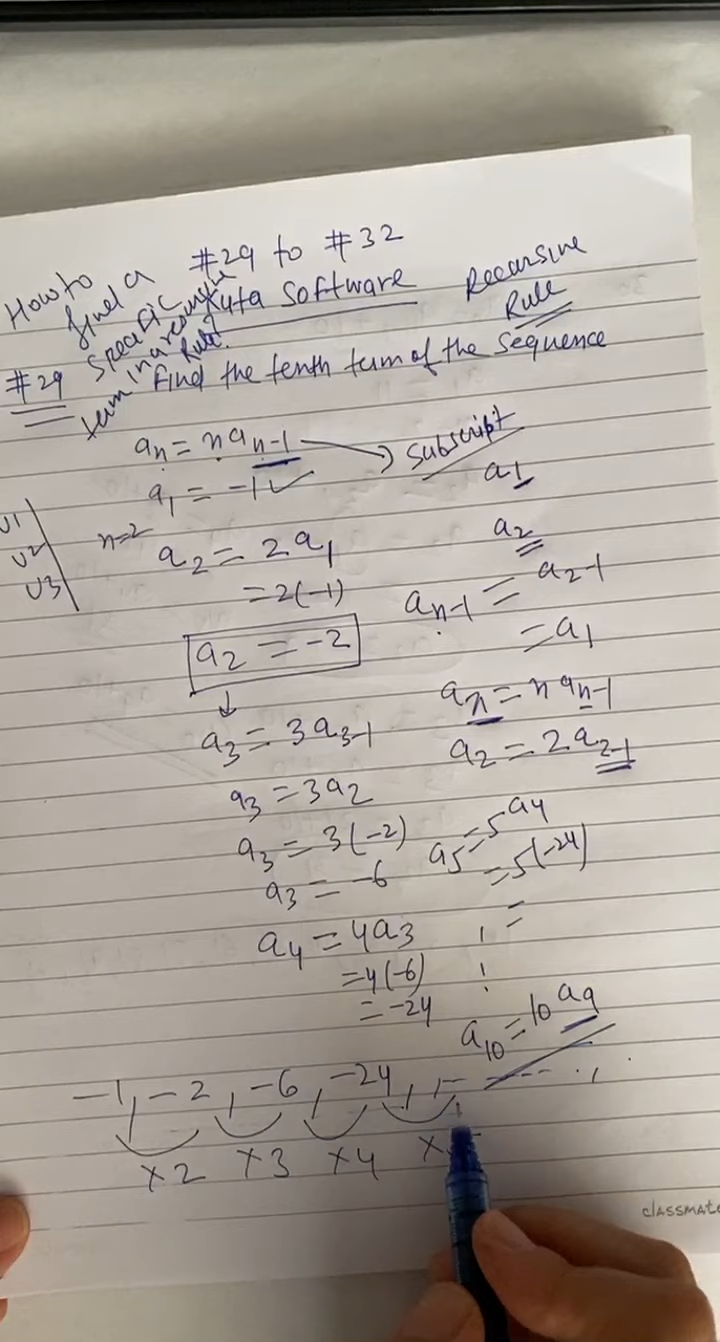 #29 to #32
How to
find a
Specific
term in a recursive
Rule?
Kuta Software
Recursive
Rule
#29
Find the tenth term of the sequence
aₙ = n aₙ₋₁
Subscript
a₁ = -1 ✓
a₁
a₂
U1
U2
U3
n=2
a₂ = 2a₁
= 2(-1)
a₂ = -2
aₙ₋₁ = a₂₋₁
= a₁
aₙ = n aₙ₋₁
a₂ = 2a₂₋₁
↓
a₃ = 3a₃₋₁
a₃ = 3a₂
a₃ = 3(-2)
a₃ = -6
a₄ = 4a₃
= 4(-6)
= -24
a₅ = 5a₄
= 5(-24)
=
a₁₀ = 10a₉
-1, -2, -6, -24, , - ---- . , .
×2 ×3 ×4 ×
classmate